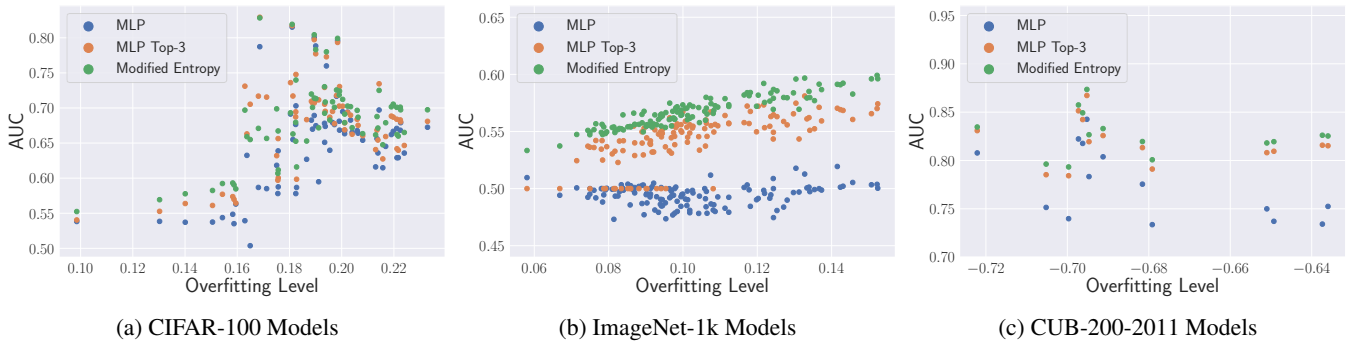 0.80
0.75
0.70
0.65
0.60
0.55
0.50
AUC
MLP
MLP Top-3
Modified Entropy
0.10 0.12 0.14 0.16 0.18 0.20 0.22
Overfitting Level
(a) CIFAR-100 Models
0.65
0.60
0.55
0.50
0.45
AUC
MLP
MLP Top-3
Modified Entropy
0.06 0.08 0.10 0.12 0.14
Overfitting Level
(b) ImageNet-1k Models
0.95
0.90
0.85
0.80
0.75
0.70
AUC
MLP
MLP Top-3
Modified Entropy
−0.72 −0.70 −0.68 −0.66 −0.64
Overfitting Level
(c) CUB-200-2011 Models